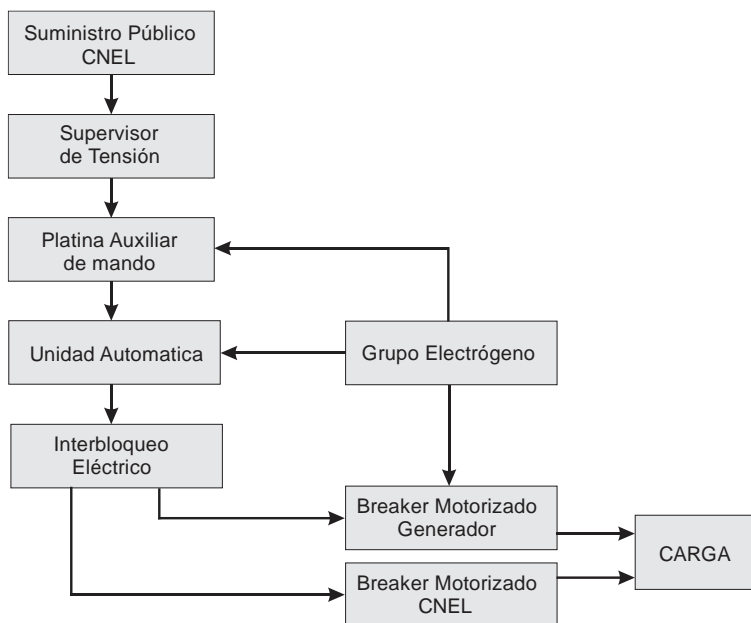 Suministro Público
CNEL
Supervisor
de Tensión
Platina Auxiliar
de mando
Unidad Automatica
Grupo Electrógeno
Interbloqueo
Eléctrico
Breaker Motorizado
Generador
CARGA
Breaker Motorizado
CNEL